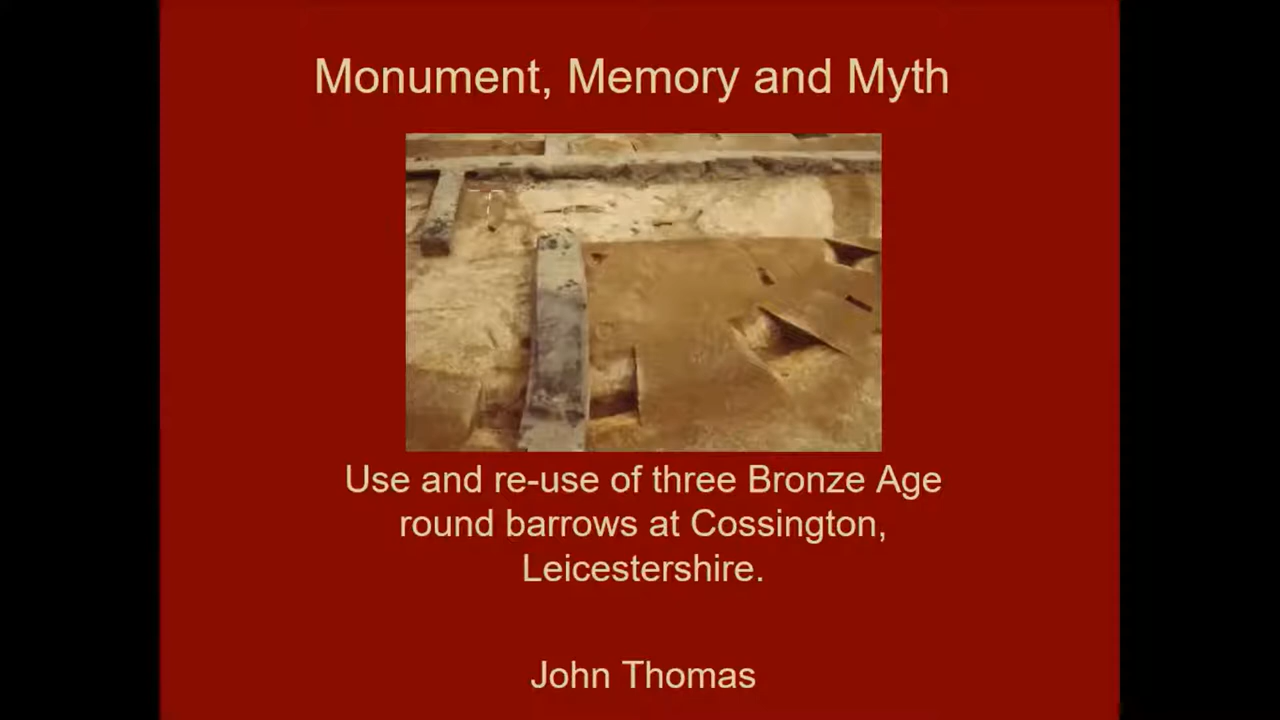 Monument, Memory and Myth
Use and re-use of three Bronze Age
round barrows at Cossington,
Leicestershire.
John Thomas